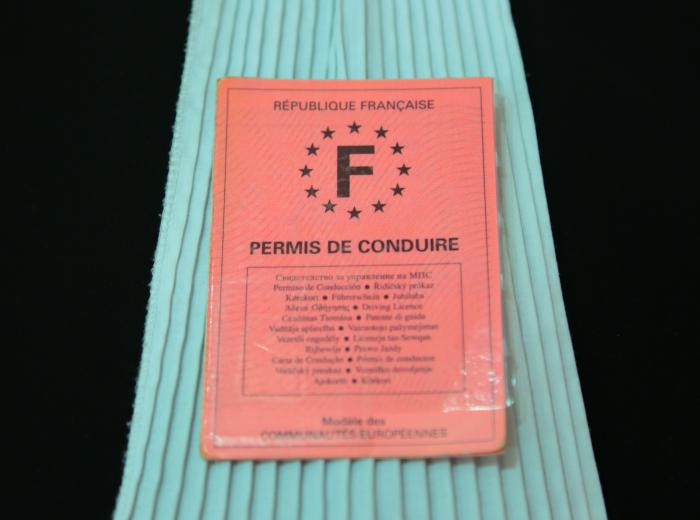 RÉPUBLIQUE FRANÇAISE
F
PERMIS DE CONDUIRE
Свидетелство за управление на МПС
Permiso de Conducción ● Řidičský průkaz
Kørekort ● Führerschein ● Juhiluba
Άδεια Οδήγησης ● Driving Licence
Ceadúnas Tiomána ● Patente di guida
Vadītāja apliecība ● Vairuotojo pažymėjimas
Vezetői engedély ● Liċenzja tas-Sewqan
Rijbewijs ● Prawo Jazdy
Carta de Condução ● Permis de conducere
Vodičský preukaz ● Vozniško dovoljenje
Ajokortti ● Körkort
Modèle des
COMMUNAUTÉS EUROPÉENNES